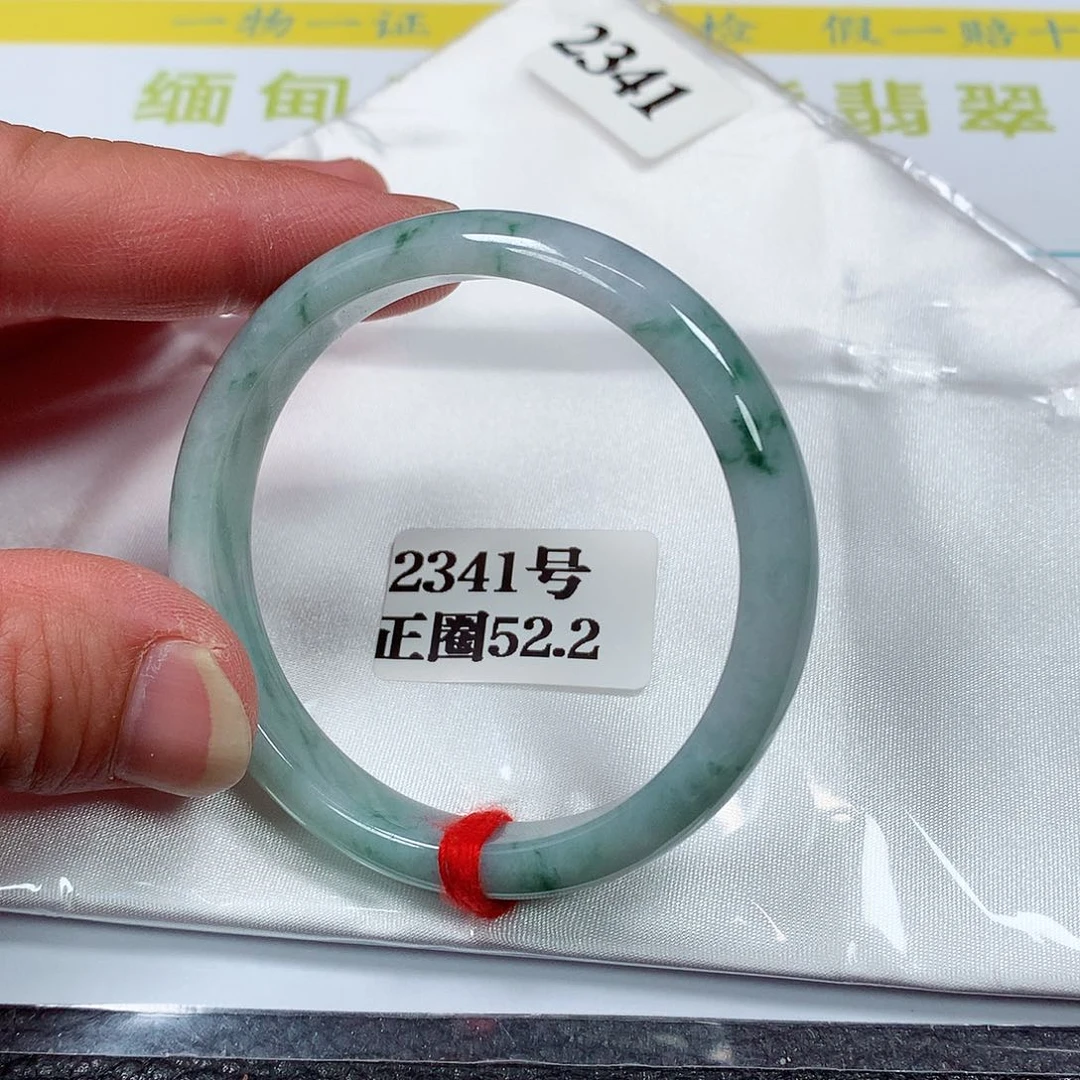 一物一证 检 假一赔十
缅甸 翡翠
2341
2341号
正圈52.2